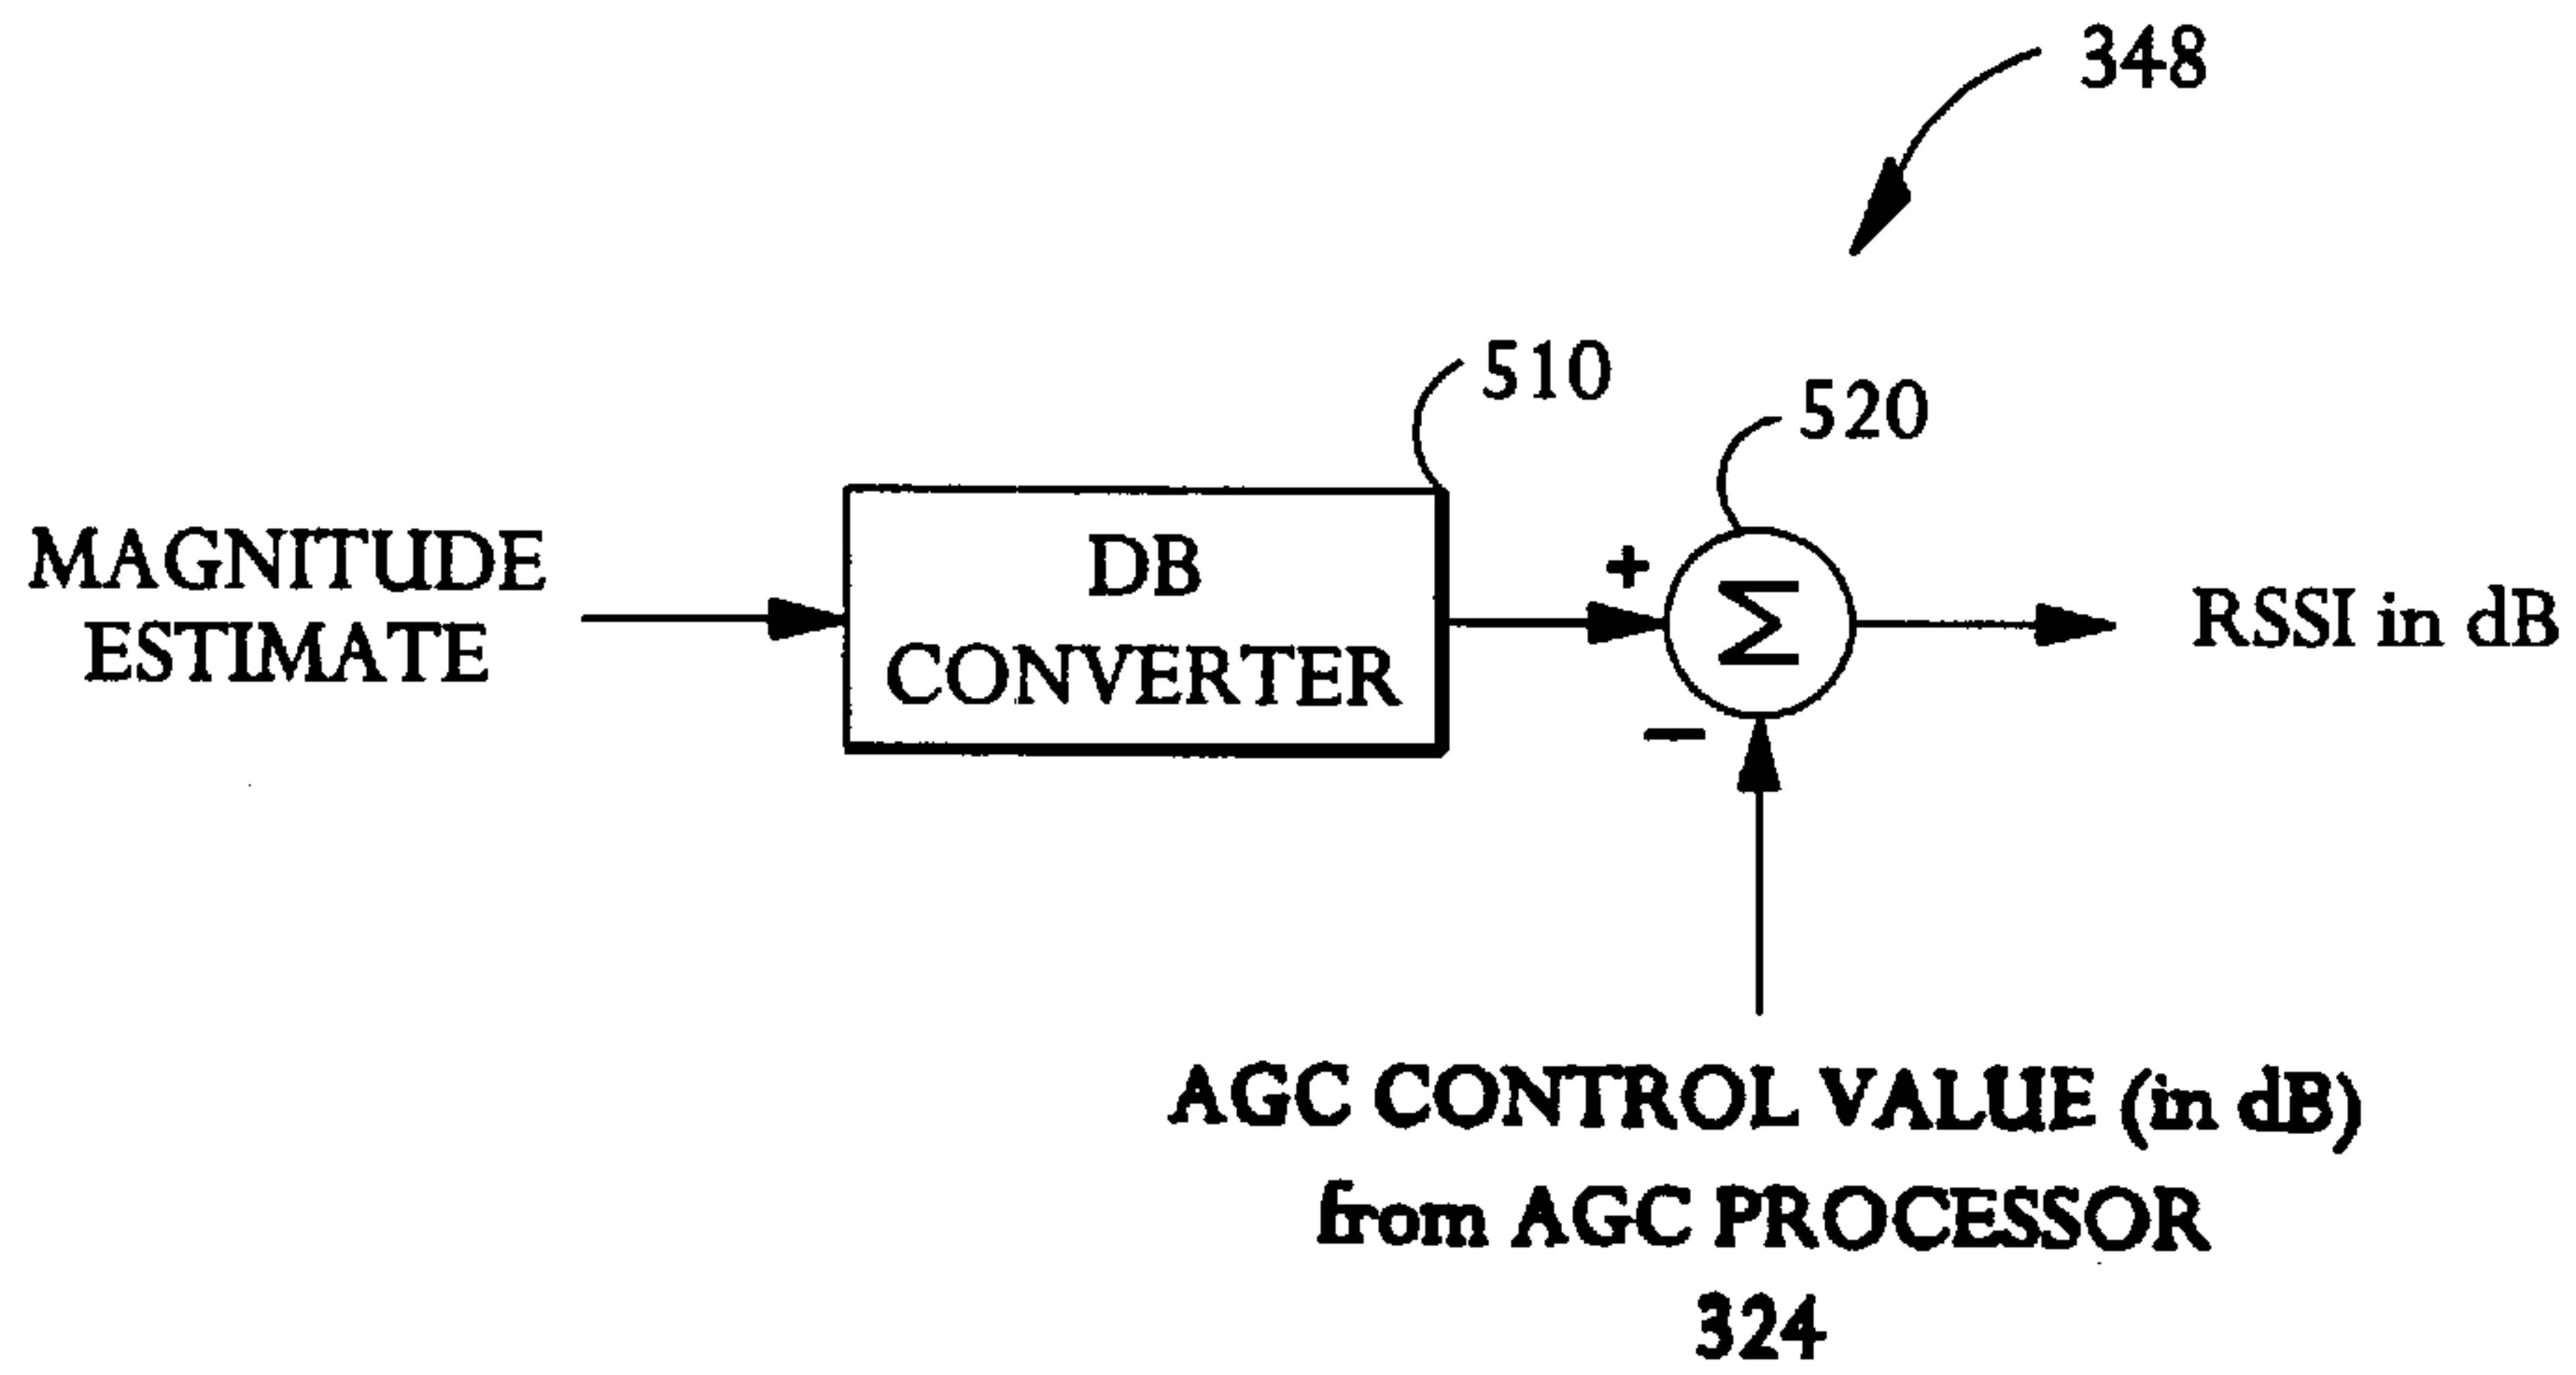 348
510
520
MAGNITUDE
ESTIMATE
DB
CONVERTER
+
Σ
−
RSSI in dB
AGC CONTROL VALUE (in dB)
from AGC PROCESSOR
324